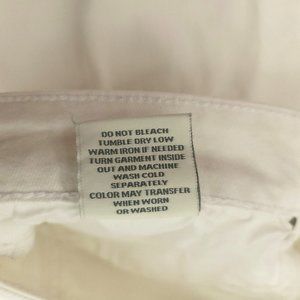 DO NOT BLEACH
TUMBLE DRY LOW
WARM IRON IF NEEDED
TURN GARMENT INSIDE
OUT AND MACHINE
WASH COLD
SEPARATELY
COLOR MAY TRANSFER
WHEN WORN
OR WASHED